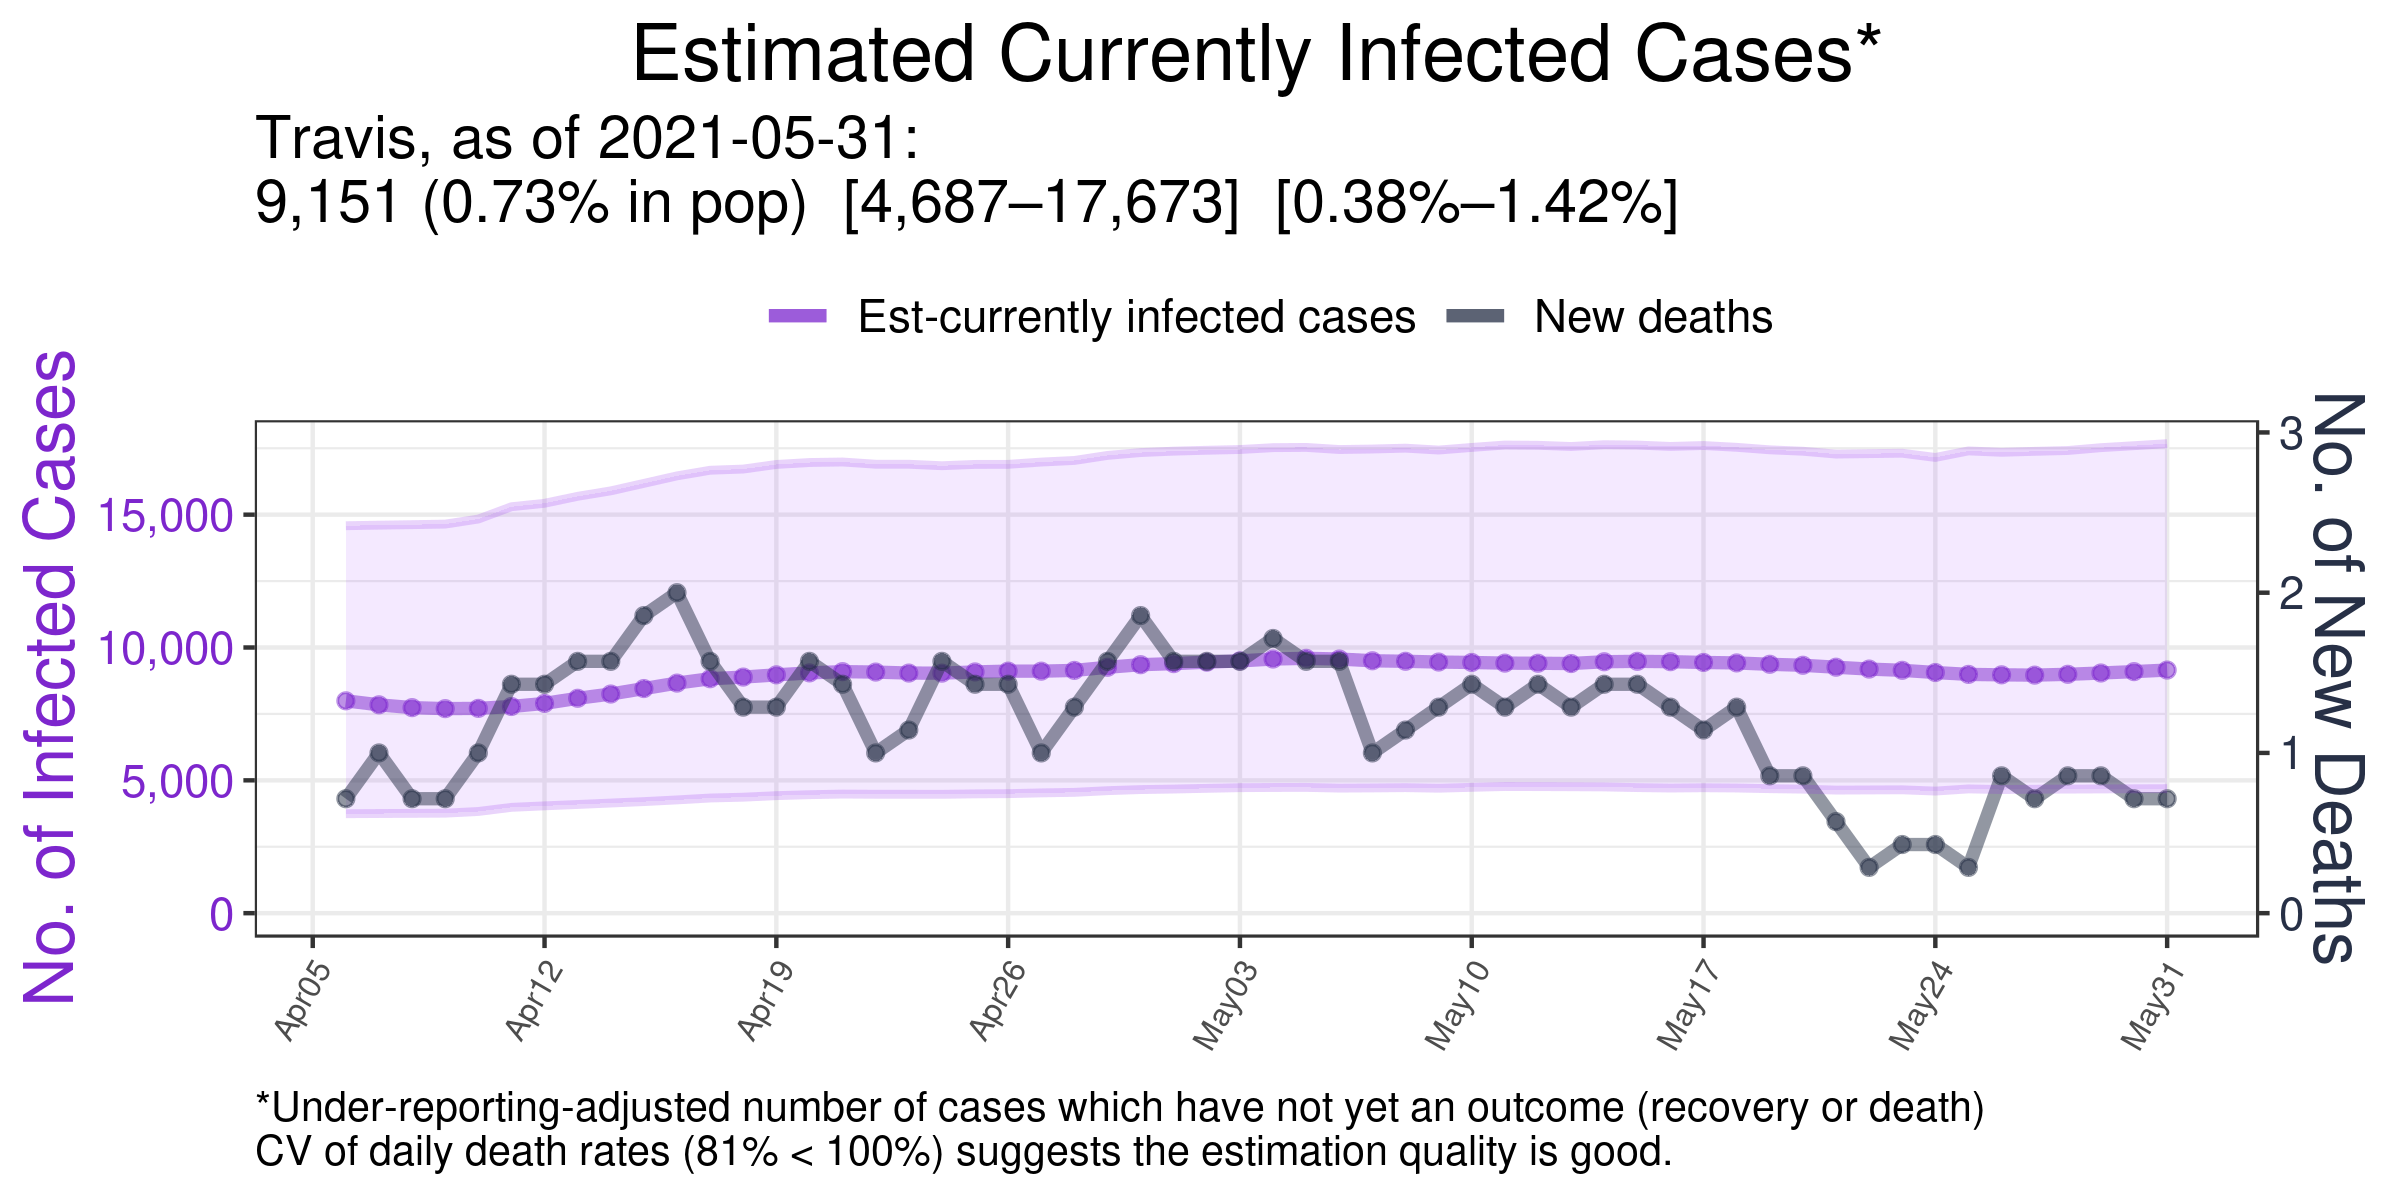 Estimated Currently Infected Cases*
Travis, as of 2021-05-31:
9,151 (0.73% in pop)  [4,687–17,673]  [0.38%–1.42%]
Est-currently infected cases
New deaths
No. of Infected Cases
15,000
10,000
5,000
0
3
2
1
0
No. of New Deaths
Apr05
Apr12
Apr19
Apr26
May03
May10
May17
May24
May31
*Under-reporting-adjusted number of cases which have not yet an outcome (recovery or death)
CV of daily death rates (81% < 100%) suggests the estimation quality is good.